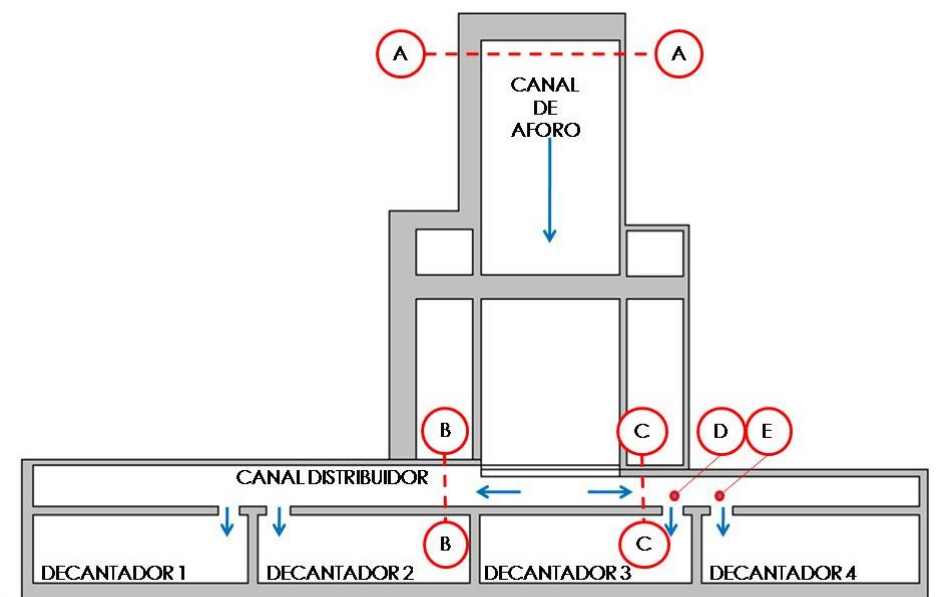 A A
CANAL
DE
AFORO
B C D E
CANAL DISTRIBUIDOR
B C
DECANTADOR 1 DECANTADOR 2 DECANTADOR 3 DECANTADOR 4